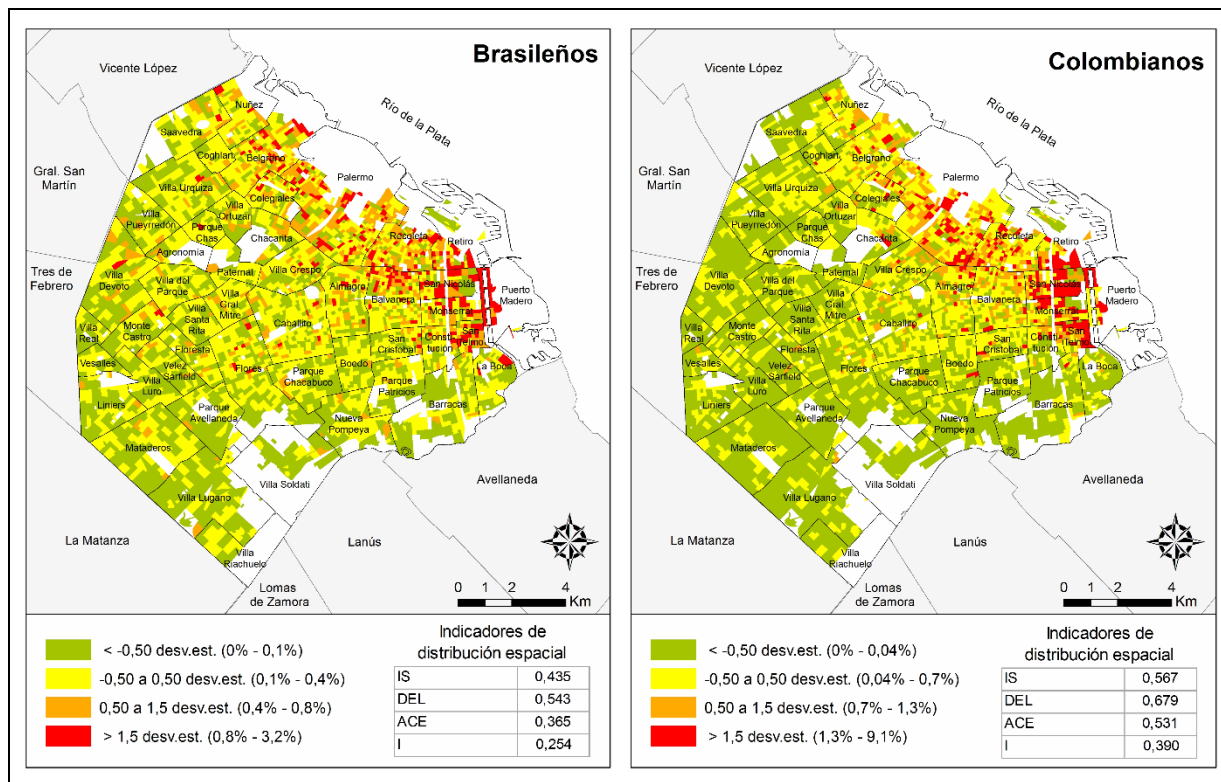 Brasileños
Vicente López
Río de la Plata
Gral. San
Martín
Tres de
Febrero
La Matanza
Lomas
de Zamora
Lanús
Avellaneda
Nuñez
Saavedra
Coghlan
Belgrano
Palermo
Villa Urquiza
Colegiales
Villa
Ortuzar
Villa
Pueyrredón
Parque
Chas
Chacarita
Agronomía
Recoleta
Retiro
Villa
Devoto
Villa del
Parque
Paternal
Villa Crespo
Almagro
San Nicolás
Puerto
Madero
Villa
Santa
Rita
Villa
Gral.
Mitre
Balvanera
Monserrat
Villa
Real
Monte
Castro
Caballito
San
Cristobal
Consti
tución
San
Telmo
Vesalles
Floresta
Velez
Sarfield
Flores
Boedo
La Boca
Villa
Luro
Parque
Chacabuco
Parque
Patricios
Liniers
Parque
Avellaneda
Barracas
Nueva
Pompeya
Mataderos
Villa Soldati
Villa Lugano
Villa
Riachuelo
0 1 2 4
Km
< -0,50 desv.est. (0% - 0,1%)
-0,50 a 0,50 desv.est. (0,1% - 0,4%)
0,50 a 1,5 desv.est. (0,4% - 0,8%)
> 1,5 desv.est. (0,8% - 3,2%)
Indicadores de
distribución espacial
IS 0,435
DEL 0,543
ACE 0,365
I 0,254
Colombianos
Vicente López
Río de la Plata
Gral. San
Martín
Tres de
Febrero
La Matanza
Lomas
de Zamora
Lanús
Avellaneda
Nuñez
Saavedra
Coghlan
Belgrano
Palermo
Villa Urquiza
Colegiales
Villa
Ortuzar
Villa
Pueyrredón
Parque
Chas
Chacarita
Agronomía
Recoleta
Retiro
Villa
Devoto
Villa del
Parque
Paternal
Villa Crespo
Almagro
San Nicolás
Puerto
Madero
Villa
Santa
Rita
Villa
Gral.
Mitre
Balvanera
Monserrat
Villa
Real
Monte
Castro
Caballito
San
Cristobal
Consti
tución
San
Telmo
Vesalles
Floresta
Velez
Sarfield
Flores
Boedo
La Boca
Villa
Luro
Parque
Chacabuco
Parque
Patricios
Liniers
Parque
Avellaneda
Barracas
Nueva
Pompeya
Mataderos
Villa Soldati
Villa Lugano
Villa
Riachuelo
0 1 2 4
Km
< -0,50 desv.est. (0% - 0,04%)
-0,50 a 0,50 desv.est. (0,04% - 0,7%)
0,50 a 1,5 desv.est. (0,7% - 1,3%)
> 1,5 desv.est. (1,3% - 9,1%)
Indicadores de
distribución espacial
IS 0,567
DEL 0,679
ACE 0,531
I 0,390